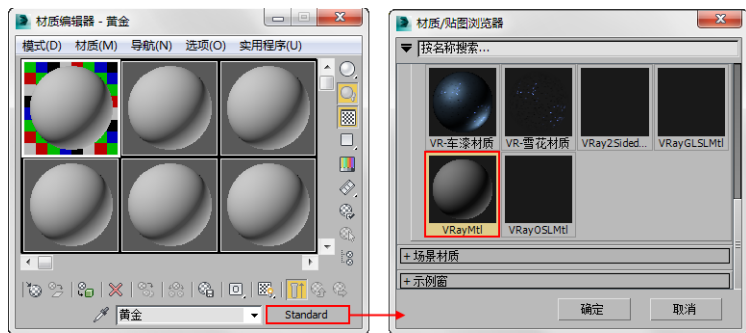 材质编辑器 - 黄金
模式(D) 材质(M) 导航(N) 选项(O) 实用程序(U)
黄金
Standard
材质/贴图浏览器
按名称搜索...
VR-车漆材质 VR-雪花材质 VRay2Sided... VRayGLSLMtl
VRayMtl VRayOSLMtl
+ 场景材质
+ 示例窗
确定 取消